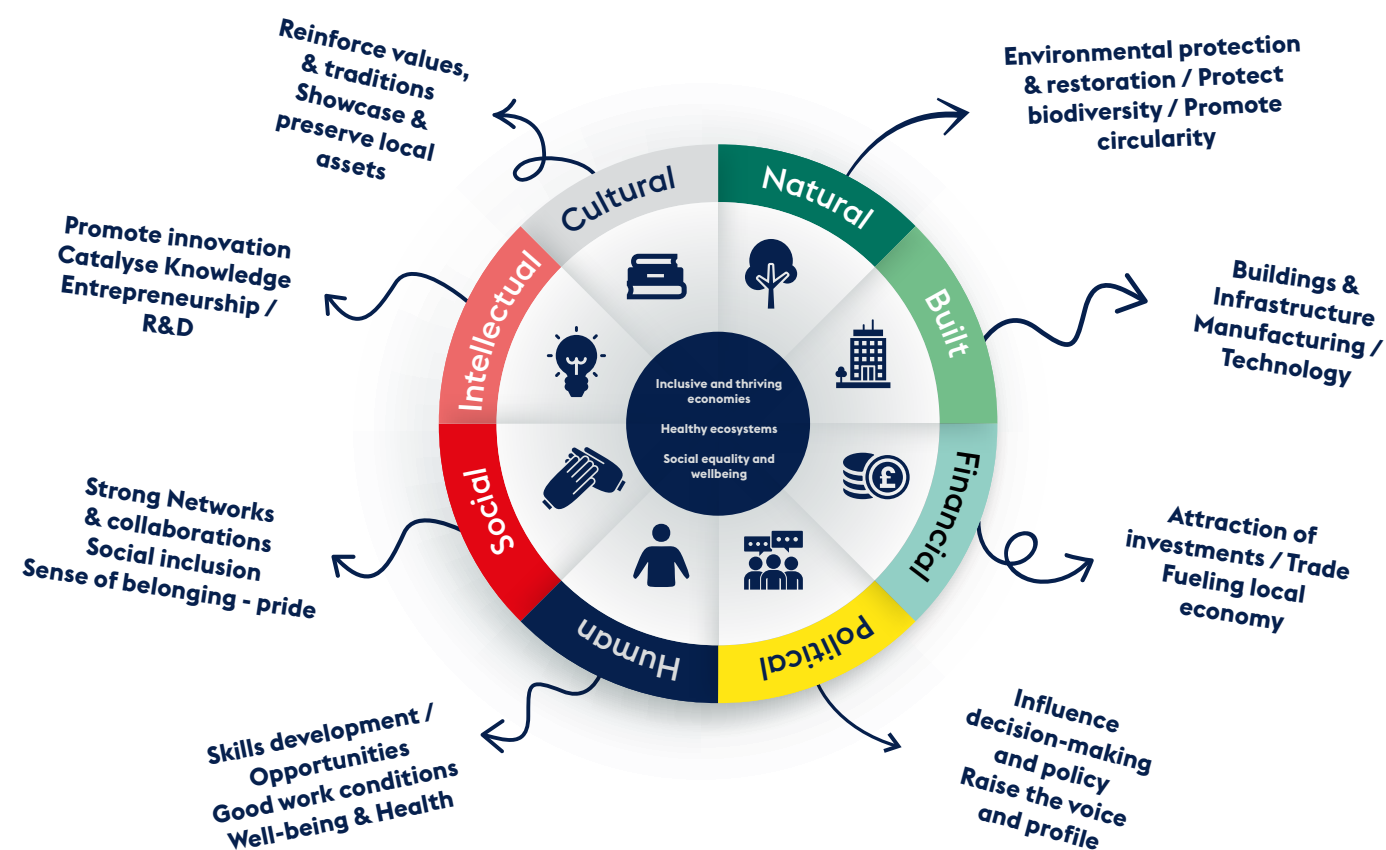 Reinforce values,
& traditions
Showcase &
preserve local
assets
Environmental protection
& restoration / Protect
biodiversity / Promote
circularity
Cultural
Natural
Promote innovation
Catalyse Knowledge
Entrepreneurship /
R&D
Intellectual
Built
Buildings &
Infrastructure
Manufacturing /
Technology
Inclusive and thriving
economies
Healthy ecosystems
Social equality and
wellbeing
£
Strong Networks
& collaborations
Social inclusion
Sense of belonging - pride
Social
Financial
Attraction of
investments / Trade
Fueling local
economy
Human
Political
Skills development /
Opportunities
Good work conditions
Well-being & Health
Influence
decision-making
and policy
Raise the voice
and profile